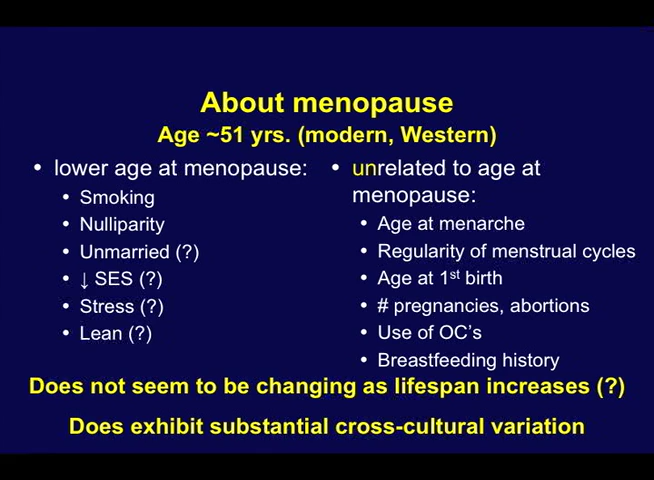 About menopause
Age ~51 yrs. (modern, Western)
• lower age at menopause:
• Smoking
• Nulliparity
• Unmarried (?)
• ↓ SES (?)
• Stress (?)
• Lean (?)
• unrelated to age at
menopause:
• Age at menarche
• Regularity of menstrual cycles
• Age at 1st birth
• # pregnancies, abortions
• Use of OC's
• Breastfeeding history
Does not seem to be changing as lifespan increases (?)
Does exhibit substantial cross-cultural variation